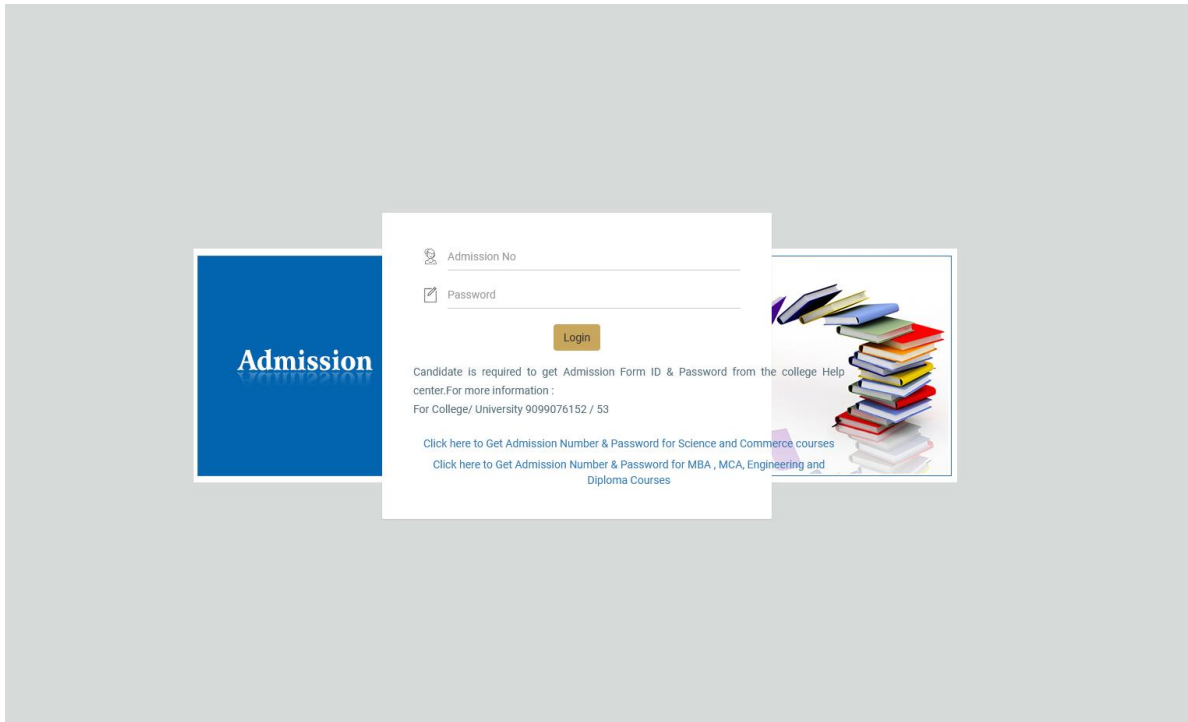 Admission
Admission No
Password
Login
Candidate is required to get Admission Form ID & Password from the college Help
center.For more information :
For College/ University 9099076152 / 53
Click here to Get Admission Number & Password for Science and Commerce courses
Click here to Get Admission Number & Password for MBA , MCA, Engineering and
Diploma Courses